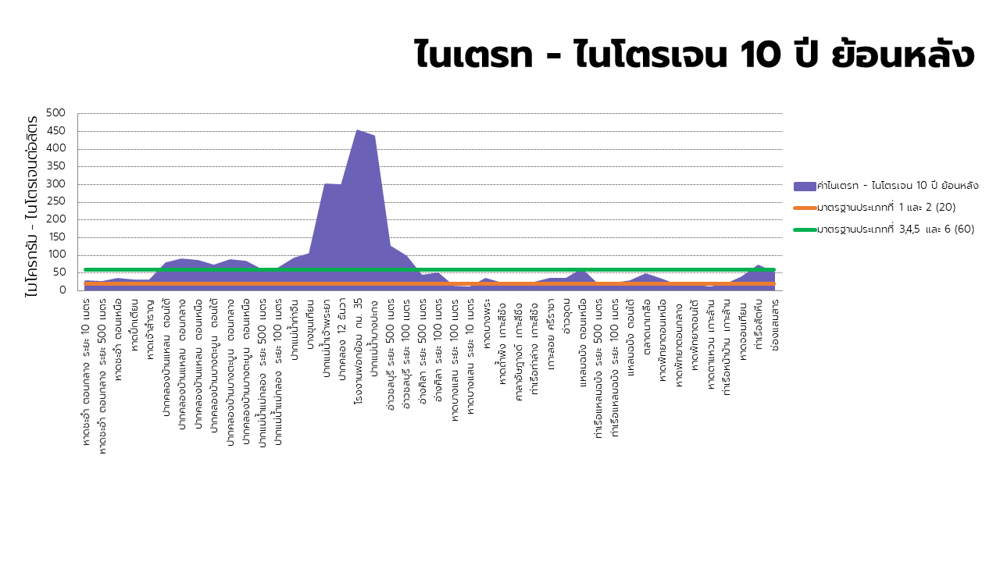 ไนเตรท - ไนโตรเจน 10 ปี ย้อนหลัง
ไมโครกรัม - ไนโตรเจนต่อลิตร
500
450
400
350
300
250
200
150
100
50
0
ค่าไนเตรท - ไนโตรเจน 10 ปี ย้อนหลัง
มาตรฐานประเภทที่ 1 และ 2 (20)
มาตรฐานประเภทที่ 3,4,5 และ 6 (60)
หาดชะอำ ตอนกลาง ระยะ 10 เมตร
หาดชะอำ ตอนกลาง ระยะ 500 เมตร
หาดชะอำ ตอนเหนือ
หาดปึกเตียน
หาดเจ้าสำราญ
ปากคลองบ้านแหลม ตอนใต้
ปากคลองบ้านแหลม ตอนกลาง
ปากคลองบ้านแหลม ตอนเหนือ
ปากคลองบ้านบางตะบูน ตอนใต้
ปากคลองบ้านบางตะบูน ตอนกลาง
ปากคลองบ้านบางตะบูน ตอนเหนือ
ปากแม่น้ำแม่กลอง ระยะ 500 เมตร
ปากแม่น้ำแม่กลอง ระยะ 100 เมตร
ปากแม่น้ำท่าจีน
บางขุนเทียน
ปากแม่น้ำเจ้าพระยา
ปากคลอง 12 ธันวา
โรงงานฟอกย้อม กม. 35
ปากแม่น้ำบางปะกง
อ่าวชลบุรี ระยะ 500 เมตร
อ่าวชลบุรี ระยะ 100 เมตร
อ่างศิลา ระยะ 500 เมตร
อ่างศิลา ระยะ 100 เมตร
หาดบางแสน ระยะ 100 เมตร
หาดบางแสน ระยะ 10 เมตร
หาดบางพระ
หาดถ้ำพัง เกาะสีชัง
ศาลาอัษฎางค์ เกาะสีชัง
ท่าเรือท่าล่าง เกาะสีชัง
เกาะลอย ศรีราชา
อ่าวอุดม
แหลมฉบัง ตอนเหนือ
ท่าเรือแหลมฉบัง ระยะ 500 เมตร
ท่าเรือแหลมฉบัง ระยะ 100 เมตร
แหลมฉบัง ตอนใต้
ตลาดนาเกลือ
หาดพัทยาตอนเหนือ
หาดพัทยาตอนกลาง
หาดพัทยาตอนใต้
หาดตาแหวน เกาะล้าน
ท่าเรือหน้าบ้าน เกาะล้าน
หาดจอมเทียน
ท่าเรือสัตหีบ
ช่องแสมสาร